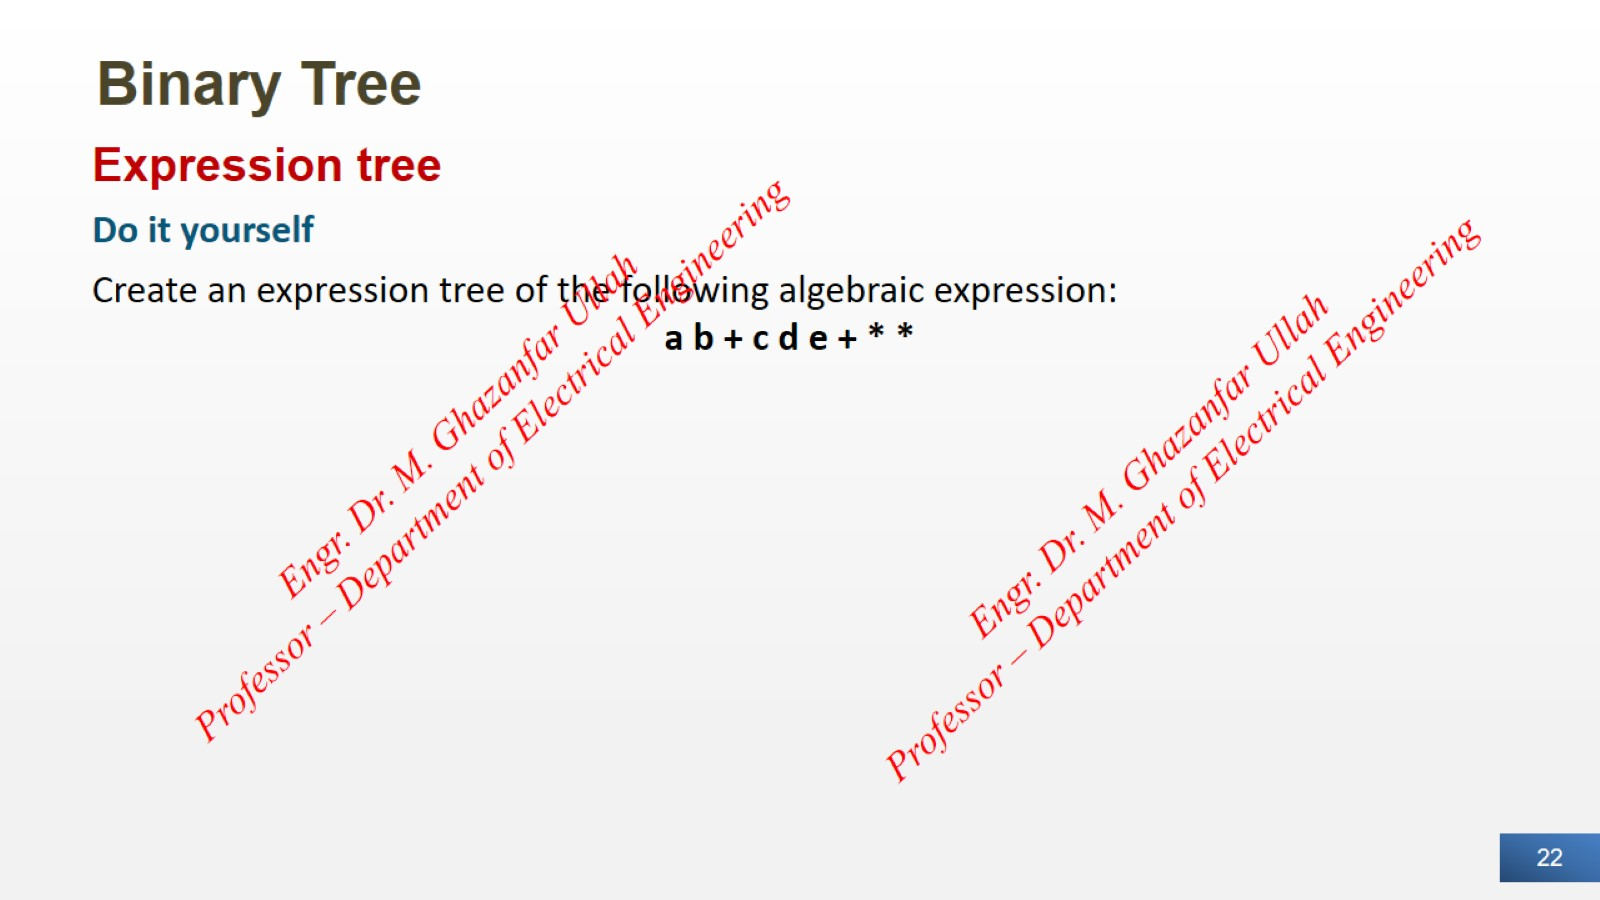 Binary Tree
Expression tree
Do it yourself
Create an expression tree of the following algebraic expression:
a b + c d e + * *
Engr. Dr. M. Ghazanfar Ullah
Professor – Department of Electrical Engineering
Engr. Dr. M. Ghazanfar Ullah
Professor – Department of Electrical Engineering
22